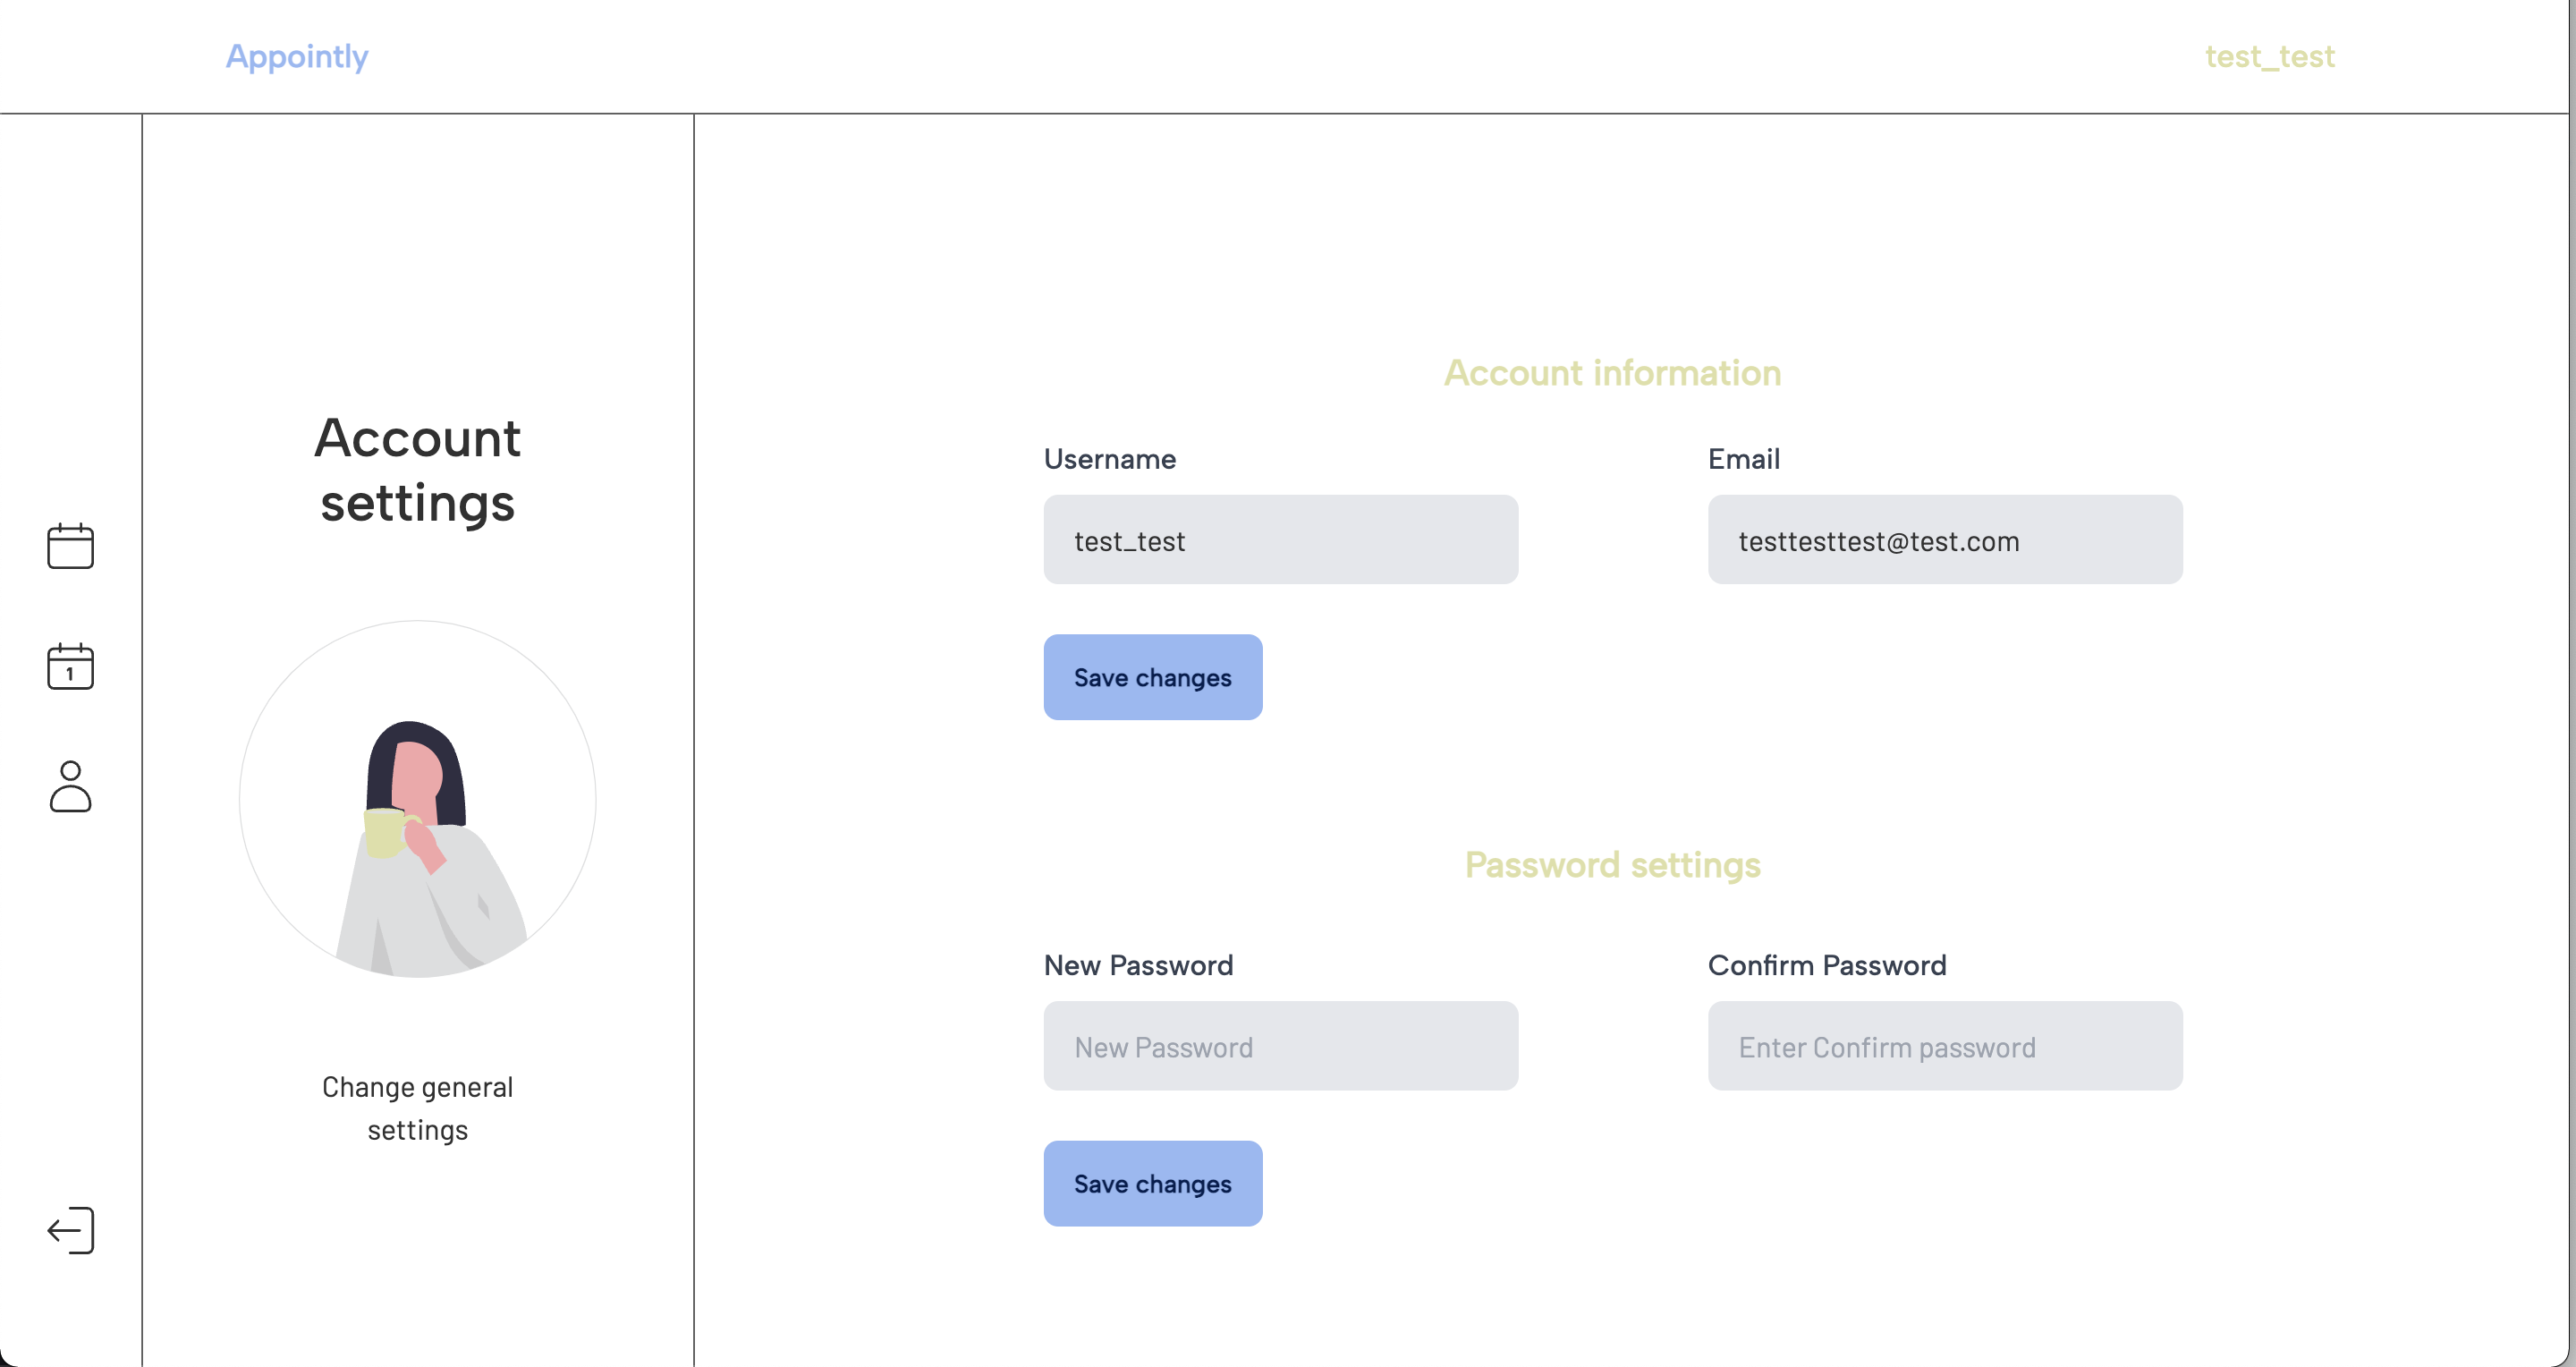 Appointly
test_test
Account
settings
1
Change general
settings
Account information
Username
Email
test_test
testtesttest@test.com
Save changes
Password settings
New Password
Confirm Password
New Password
Enter Confirm password
Save changes